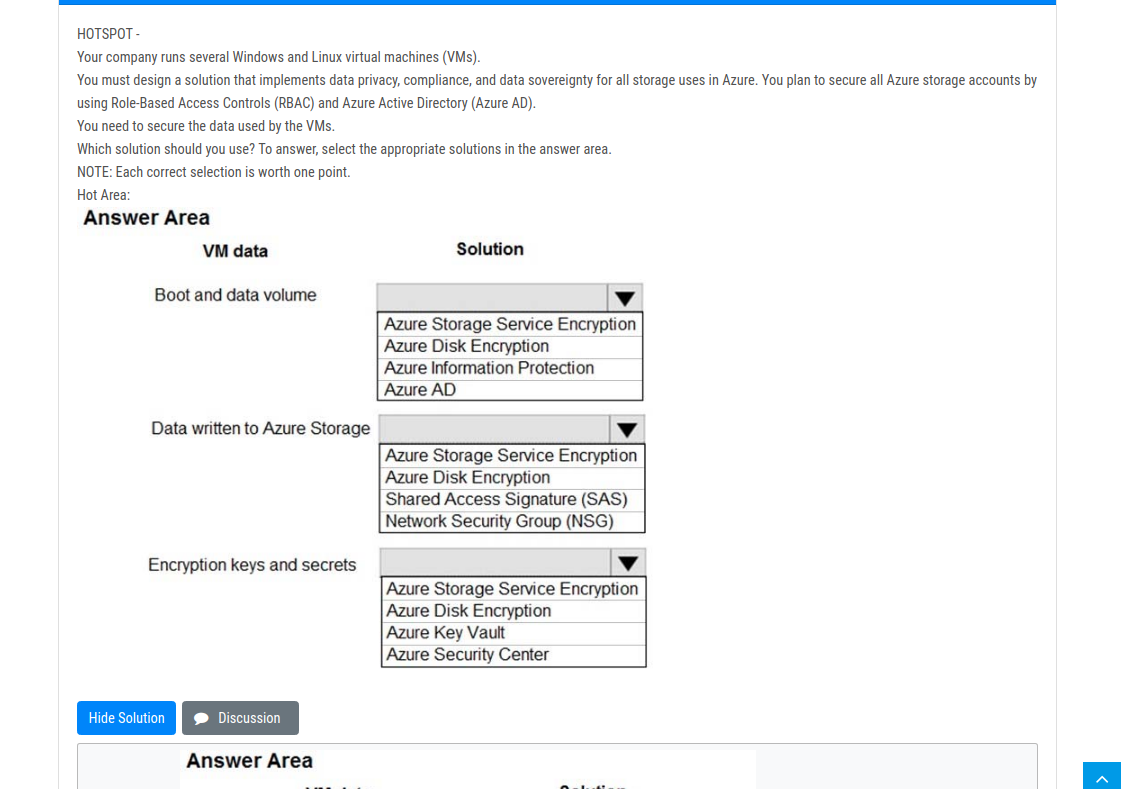 HOTSPOT -
Your company runs several Windows and Linux virtual machines (VMs).
You must design a solution that implements data privacy, compliance, and data sovereignty for all storage uses in Azure. You plan to secure all Azure storage accounts by
using Role-Based Access Controls (RBAC) and Azure Active Directory (Azure AD).
You need to secure the data used by the VMs.
Which solution should you use? To answer, select the appropriate solutions in the answer area.
NOTE: Each correct selection is worth one point.
Hot Area:
Answer Area
VM data Solution
Boot and data volume
Azure Storage Service Encryption
Azure Disk Encryption
Azure Information Protection
Azure AD
Data written to Azure Storage
Azure Storage Service Encryption
Azure Disk Encryption
Shared Access Signature (SAS)
Network Security Group (NSG)
Encryption keys and secrets
Azure Storage Service Encryption
Azure Disk Encryption
Azure Key Vault
Azure Security Center
Hide Solution Discussion
Answer Area